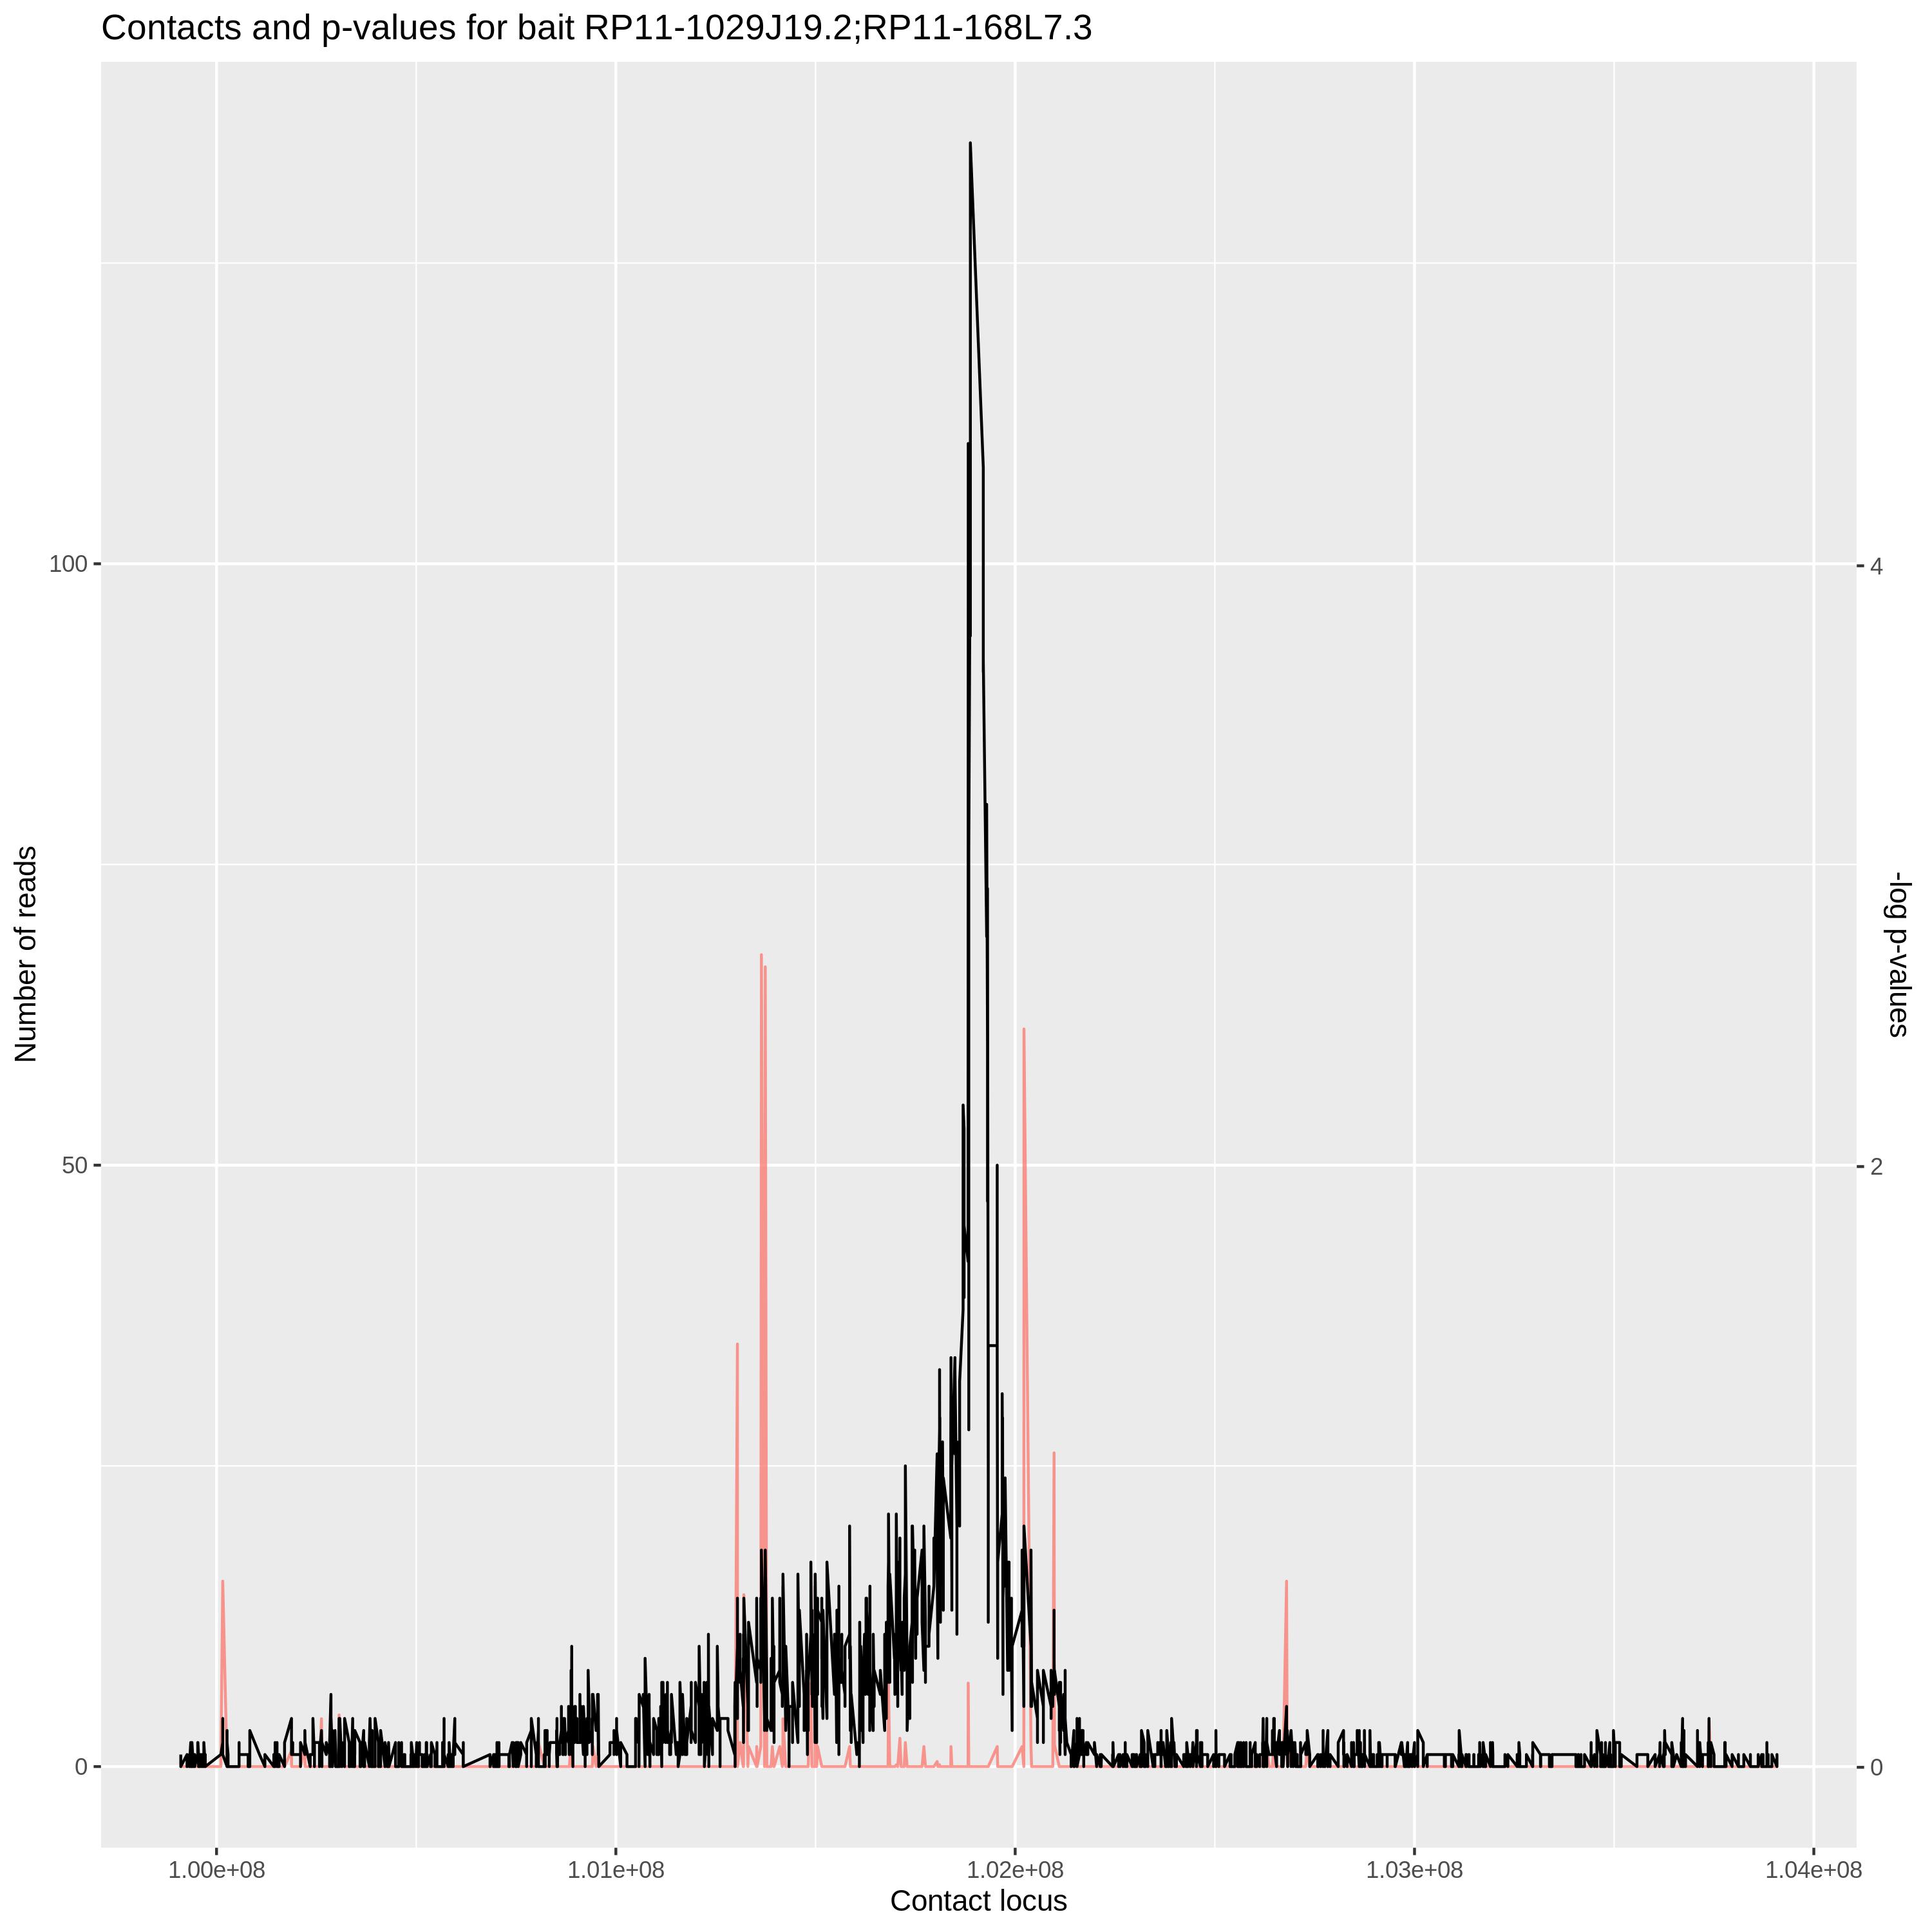 Contacts and p-values for bait RP11-1029J19.2;RP11-168L7.3
100
50
0
Number of reads
4
2
0
-log p-values
1.00e+08 1.01e+08 1.02e+08 1.03e+08 1.04e+08
Contact locus